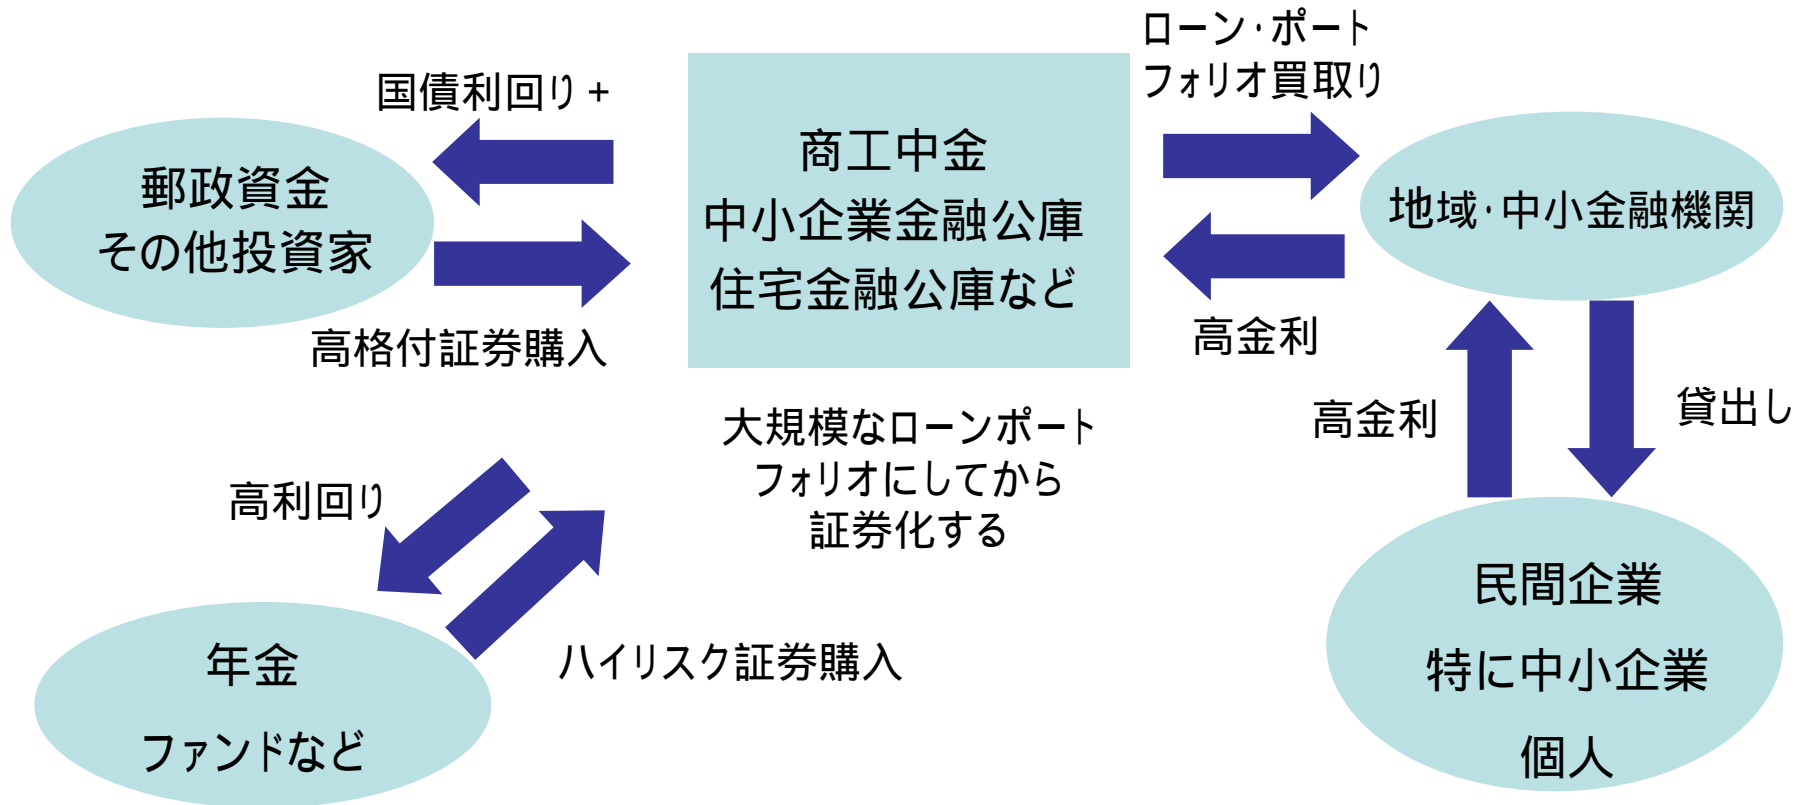 ローン・ポート
フォリオ買取り
国債利回り+
郵政資金
その他投資家
商工中金
中小企業金融公庫
住宅金融公庫など
地域・中小金融機関
高格付証券購入
高金利
大規模なローンポート
フォリオにしてから
証券化する
高金利
貸出し
高利回り
ハイリスク証券購入
年金
ファンドなど
民間企業
特に中小企業
個人